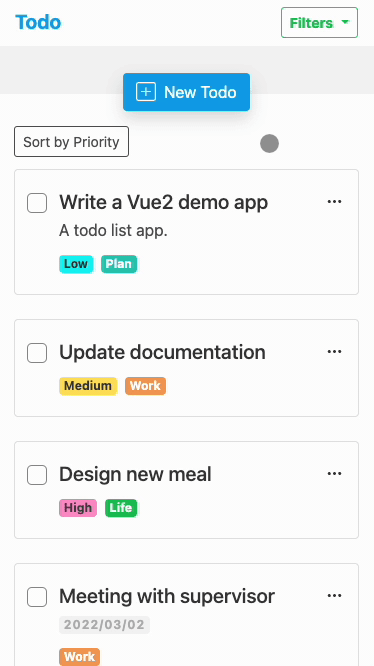 Todo
Filters
New Todo
Sort by Priority
Write a Vue2 demo app
A todo list app.
Low Plan
Update documentation
Medium Work
Design new meal
High Life
Meeting with supervisor
2022/03/02
Work